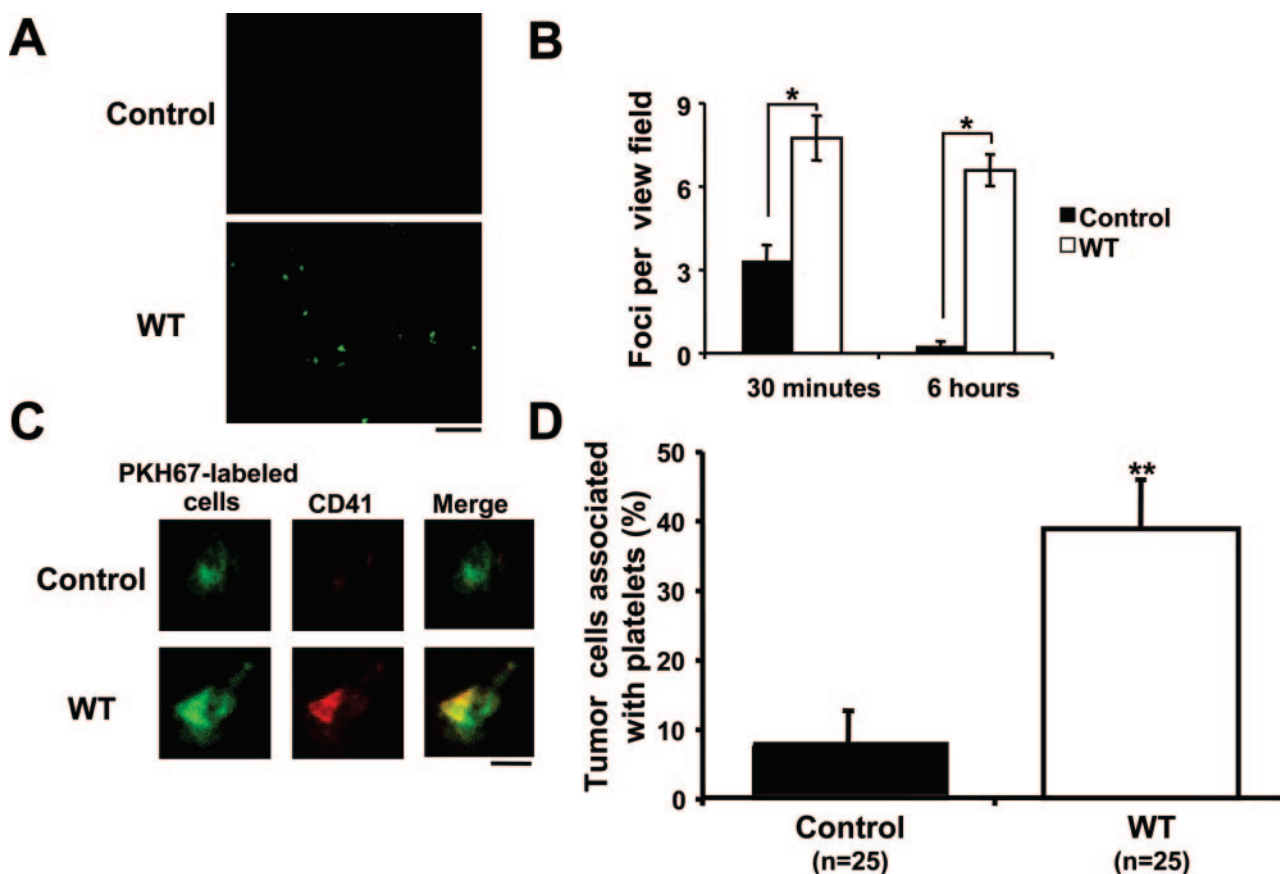 A
Control
WT
B
Foci per view field
9
6
3
0
*
*
30 minutes
6 hours
Control
WT
C
PKH67-labeled
cells
CD41
Merge
Control
WT
D
Tumor cells associated
with platelets (%)
50
40
30
20
10
0
**
Control
(n=25)
WT
(n=25)